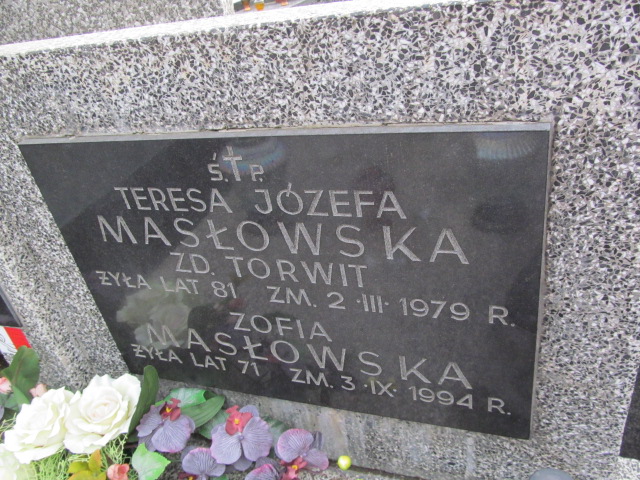 Ś.†P.
TERESA JÓZEFA
MASŁOWSKA
ZD. TORWIT
ŻYŁA LAT 81 ZM. 2·III·1979 R.
ZOFIA
MASŁOWSKA
ŻYŁA LAT 71 ZM. 3·IX·1994 R.